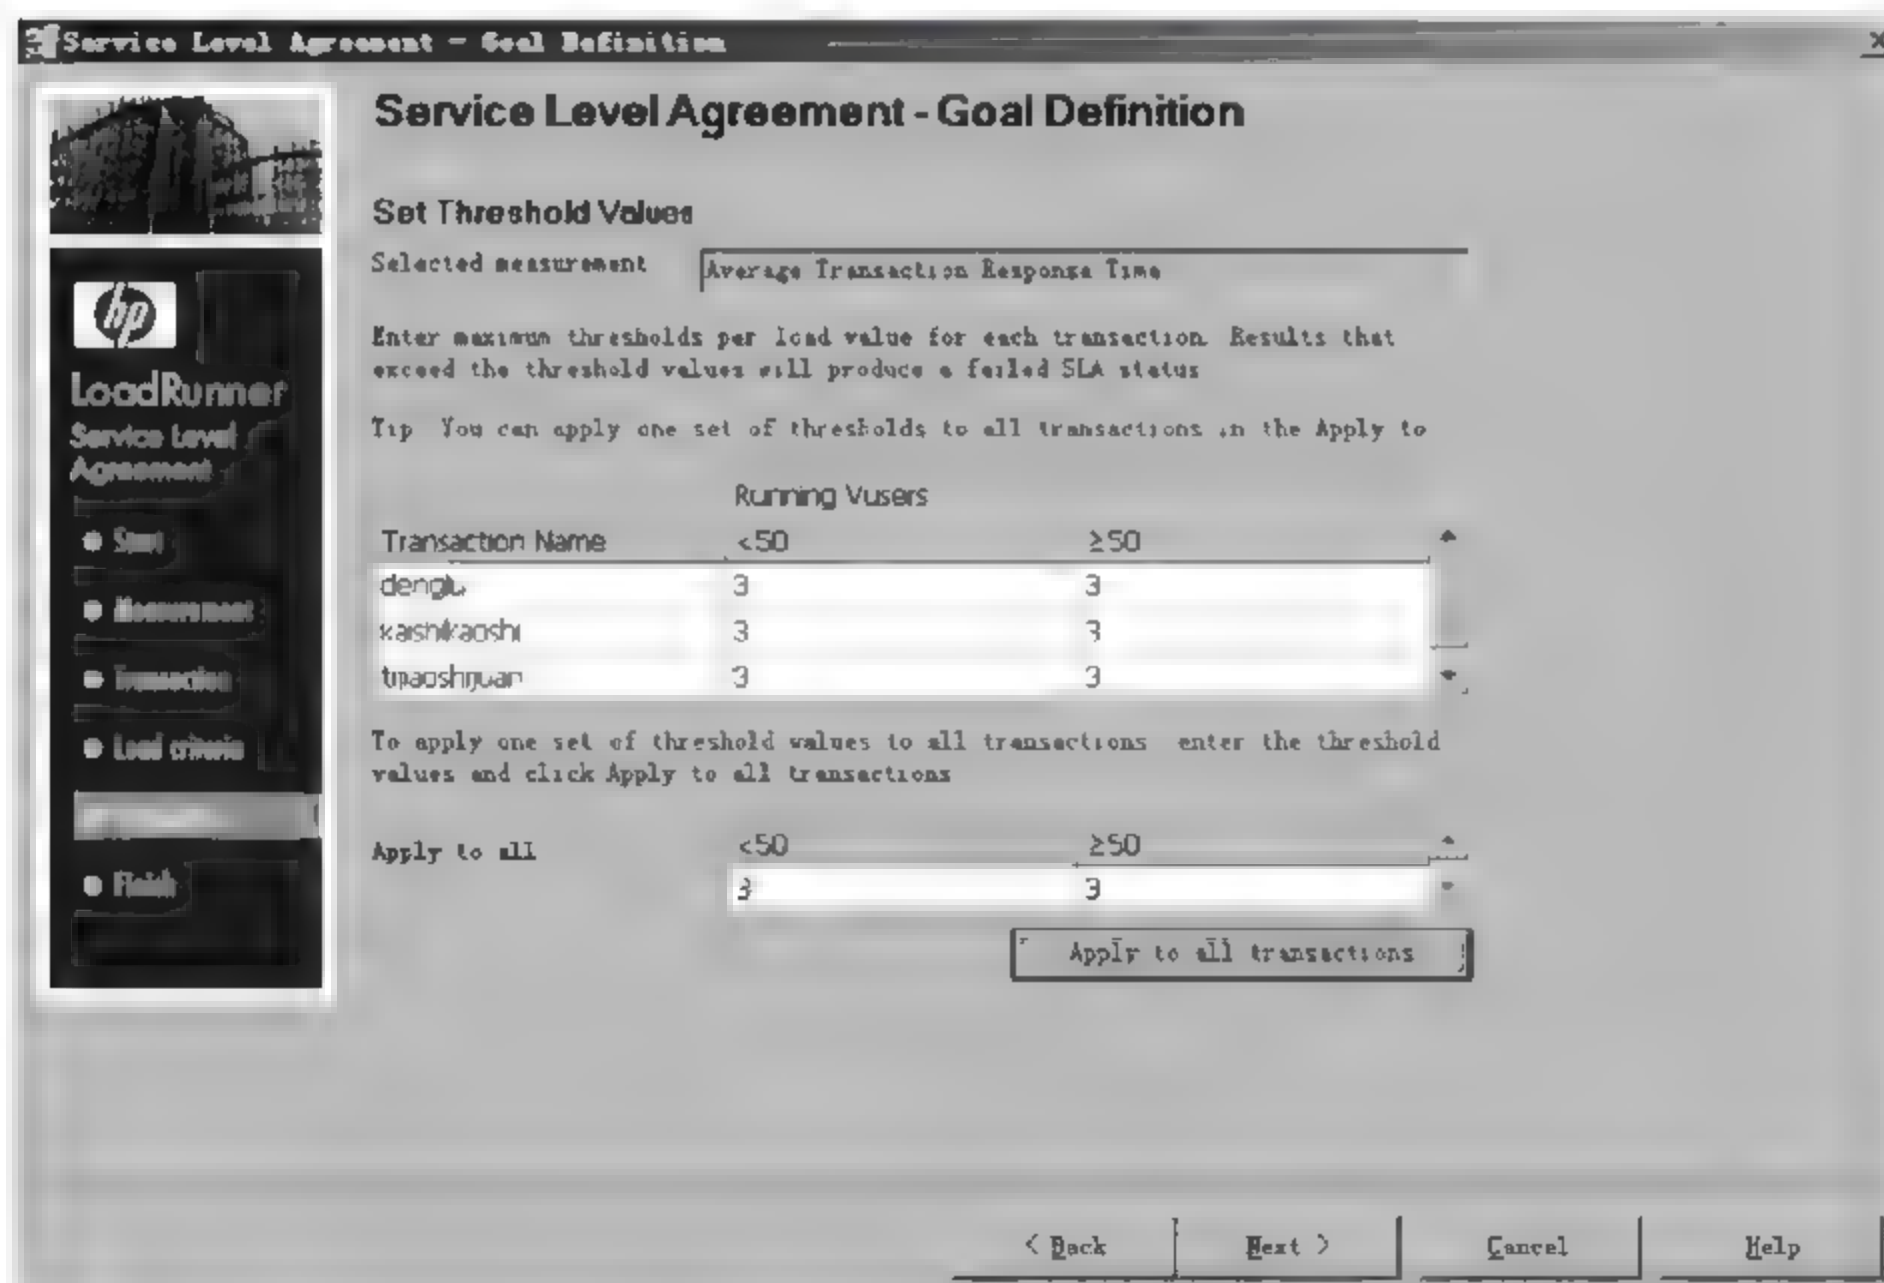 Service Level Agreement - Goal Definition
Service Level Agreement - Goal Definition
Set Threshold Values
Selected measurement
Average Transaction Response Time
Enter maximum thresholds per load value for each transaction. Results that
exceed the threshold values will produce a failed SLA status
Tip You can apply one set of thresholds to all transactions in the Apply to
hp
LoadRunner
Service Level
Agreement
Start
Measurement
Transaction
Load criteria
Finish
Running Vusers
Transaction Name <50 ≥50
denglu 3 3
kaishikaoshi 3 3
3 3
To apply one set of threshold values to all transactions enter the threshold
values and click Apply to all transactions
Apply to all <50 ≥50
3 3
Apply to all transactions
< Back Next > Cancel Help